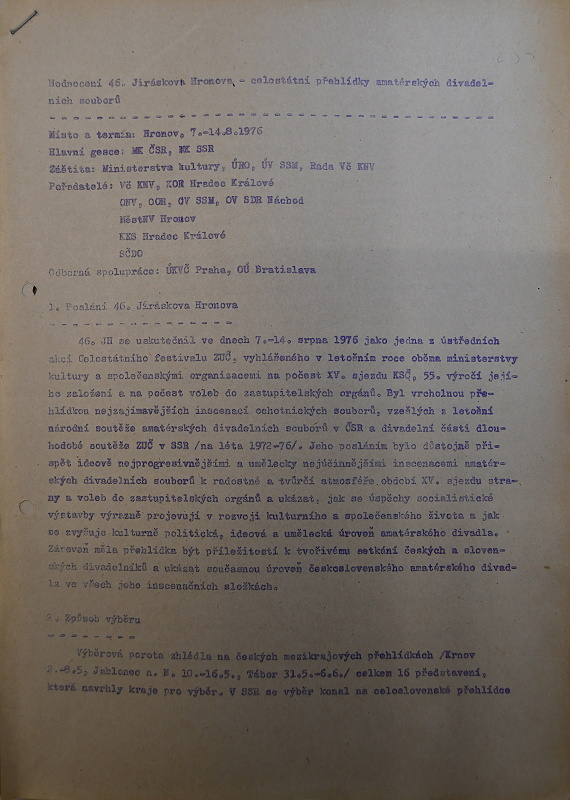 Hodnocení 46. Jiráskova Hronova, - celostátní přehlídky amatérských divadel-
ních souborů
Místo a termín: Hronov, 7.-14.8.1976
Hlavní gesce: MK ČSR, MK SSR
Záštita: Ministerstva kultury, ÚRO, ÚV SSM, Rada Vč KNV
Pořadatelé: Vč KNV, KOR Hradec Králové
ONV, OOR, OV SSM, OV SDR Náchod
MěstNV Hronov
KKS Hradec Králové
SČDO
Odborná spolupráce: ÚKVČ Praha, OÚ Bratislava
1. Poslání 46. Jiráskova Hronova
46. JH se uskutečnil ve dnech 7.-14. srpna 1976 jako jedna z ústředních
akcí Celostátního festivalu ZUČ, vyhlášeného v letošním roce oběma ministerstvy
kultury a společenskými organizacemi na počest XV. sjezdu KSČ, 55. výročí její-
ho založení a na počest voleb do zastupitelských orgánů. Byl vrcholnou pře-
hlídkou nejzajímavějších inscenací ochotnických souborů, vzešlých z letošní
národní soutěže amatérských divadelních souborů v ČSR a divadelní části dlou-
hodobé soutěže ZUČ v SSR /na léta 1972-76/. Jeho posláním bylo důstojně při-
spět ideově nejprogresivnějšími a umělecky nejúčinnějšími inscenacemi amatér-
ských divadelních souborů k radostné a tvůrčí atmosféře období XV. sjezdu stra-
ny a voleb do zastupitelských orgánů a ukázat, jak se úspěchy socialistické
výstavby výrazně projevují v rozvoji kulturního a společenského života a jak
se zvyšuje kulturně politická, ideová a umělecká úroveň amatérského divadla.
Zároveň měla přehlídka být příležitostí k tvořivému setkání českých a sloven-
ských divadelníků a ukázat současnou úroveň československého amatérského divad-
la ve všech jeho inscenačních složkách.
2. Způsob výběru
Výběrová porota zhlédla na českých mezikrajových přehlídkách /Krnov
2.-8.5, Jablonec n. N. 10.-16.5., Tábor 31.5.-6.6./ celkem 16 představení,
která navrhly kraje pro výběr. V SSR se výběr konal na celoslovenské přehlídce